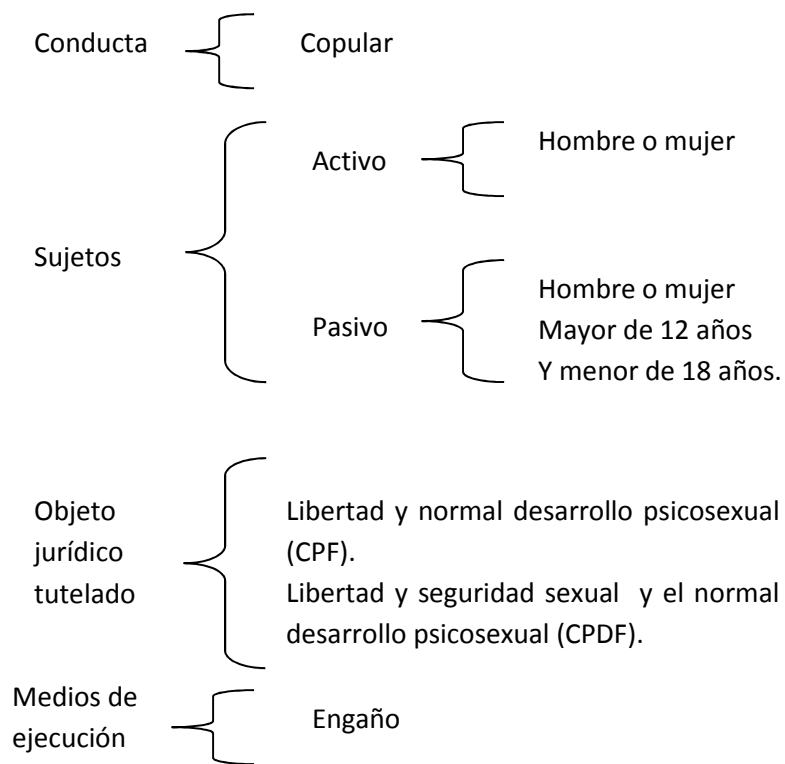 Conducta
Copular
Sujetos
Activo
Hombre o mujer
Pasivo
Hombre o mujer
Mayor de 12 años
Y menor de 18 años.
Objeto
jurídico
tutelado
Libertad y normal desarrollo psicosexual
(CPF).
Libertad y seguridad sexual y el normal
desarrollo psicosexual (CPDF).
Medios de
ejecución
Engaño